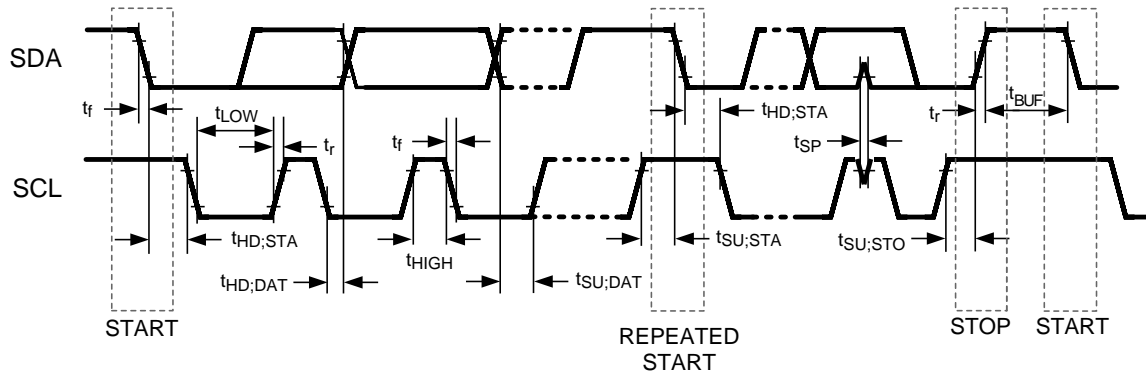 SDA
t_f
t_LOW
t_r
t_f
t_HD;STA
t_SP
t_r
t_BUF
SCL
t_HD;STA
t_HD;DAT
t_HIGH
t_SU;DAT
t_SU;STA
t_SU;STO
START
REPEATED
START
STOP
START